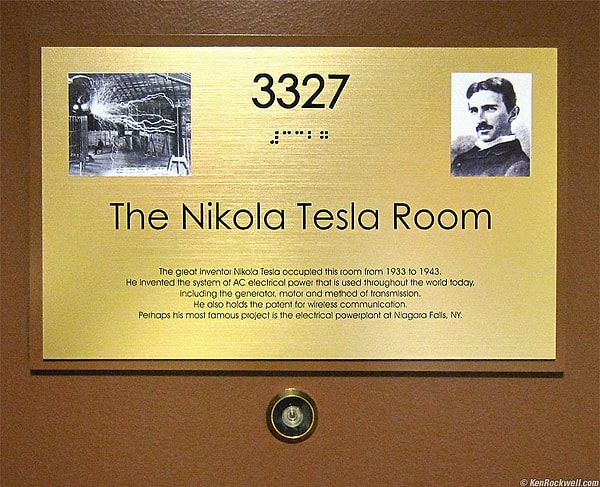 3327
⠼⠉⠉⠃⠛
The Nikola Tesla Room
The great inventor Nikola Tesla occupied this room from 1933 to 1943.
He invented the system of AC electrical power that is used throughout the world today,
including the generator, motor and method of transmission.
He also holds the patent for wireless communication.
Perhaps his most famous project is the electrical powerplant at Niagara Falls, NY.
© KenRockwell.com